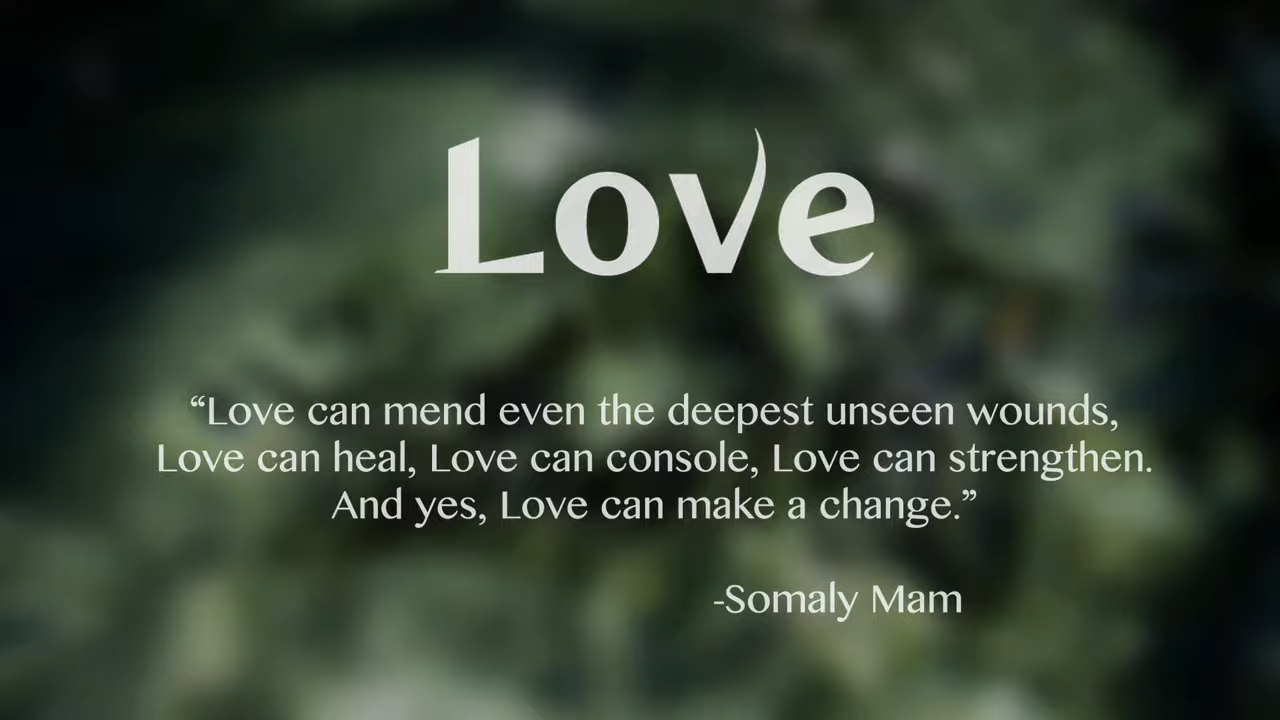 Love
“Love can mend even the deepest unseen wounds,
Love can heal, Love can console, Love can strengthen.
And yes, Love can make a change.”
-Somaly Mam